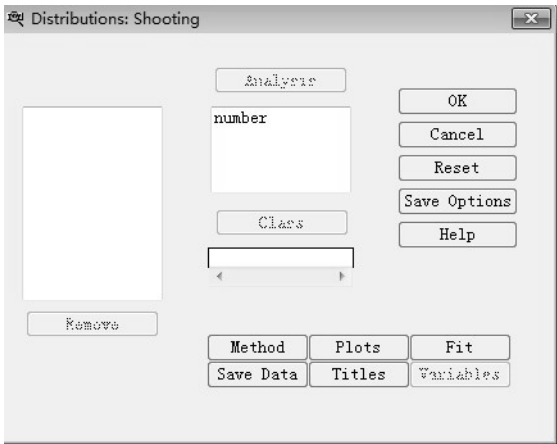 Distributions: Shooting
Analysis
number
Class
Remove
OK
Cancel
Reset
Save Options
Help
Method Plots Fit
Save Data Titles Variables